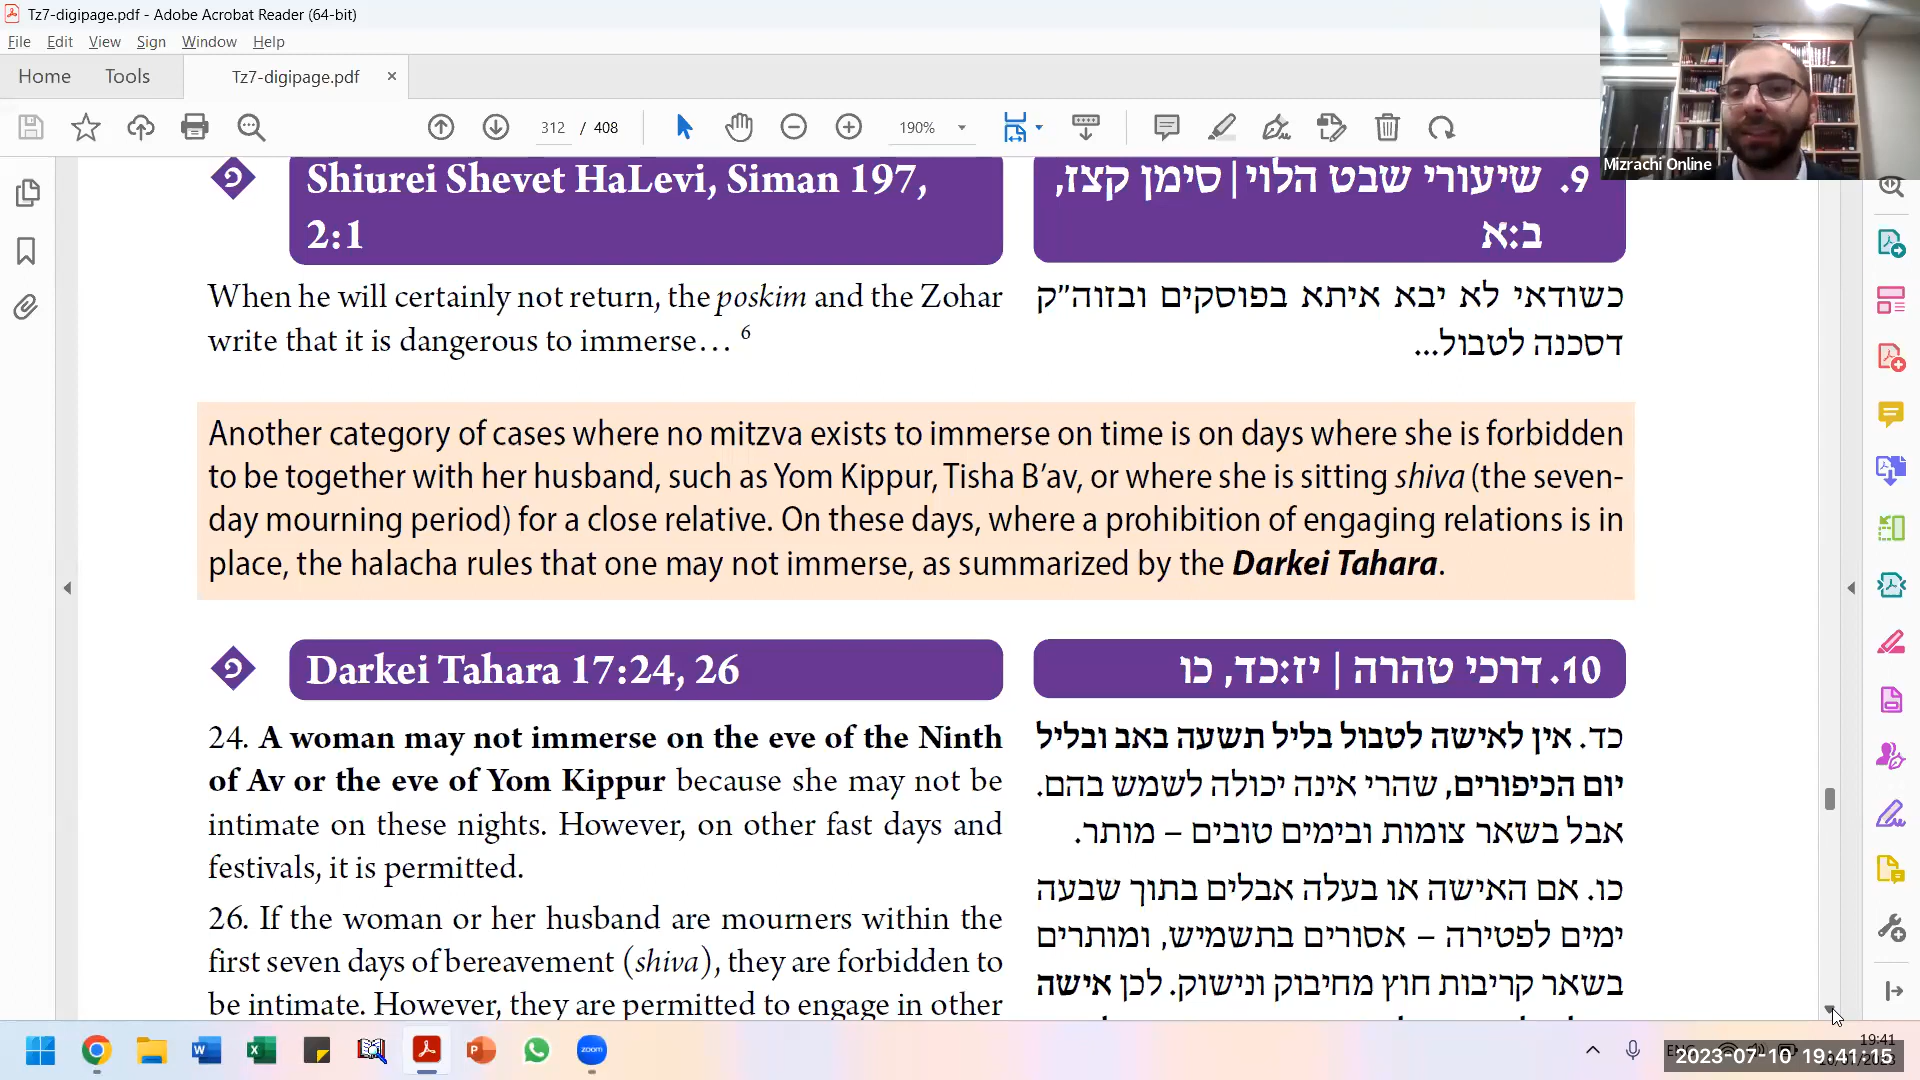 Tz7-digipage.pdf - Adobe Acrobat Reader (64-bit)
File Edit View Sign Window Help
Home Tools Tz7-digipage.pdf ×
312 / 408 190%
Mizrachi Online
Shiurei Shevet HaLevi, Siman 197,
2:1
9. שיעורי שבט הלוי | סימן קצז,
ב:א
When he will certainly not return, the poskim and the Zohar
write that it is dangerous to immerse… 6
כשודאי לא יבא איתא בפוסקים ובזוה"ק
דסכנה לטבול...
Another category of cases where no mitzva exists to immerse on time is on days where she is forbidden
to be together with her husband, such as Yom Kippur, Tisha B’av, or where she is sitting shiva (the seven-
day mourning period) for a close relative. On these days, where a prohibition of engaging relations is in
place, the halacha rules that one may not immerse, as summarized by the Darkei Tahara.
Darkei Tahara 17:24, 26
10. דרכי טהרה | יז:כד, כו
24. A woman may not immerse on the eve of the Ninth
of Av or the eve of Yom Kippur because she may not be
intimate on these nights. However, on other fast days and
festivals, it is permitted.
26. If the woman or her husband are mourners within the
first seven days of bereavement (shiva), they are forbidden to
be intimate. However, they are permitted to engage in other
כד. אין לאישה לטבול בליל תשעה באב ובליל
יום הכיפורים, שהרי אינה יכולה לשמש בהם.
אבל בשאר צומות ובימים טובים – מותר.
כו. אם האישה או בעלה אבלים בתוך שבעה
ימים לפטירה – אסורים בתשמיש, ומותרים
בשאר קריבות חוץ מחיבוק ונישוק. לכן אישה
zoom
19:41
2023-07-10 19:41:15